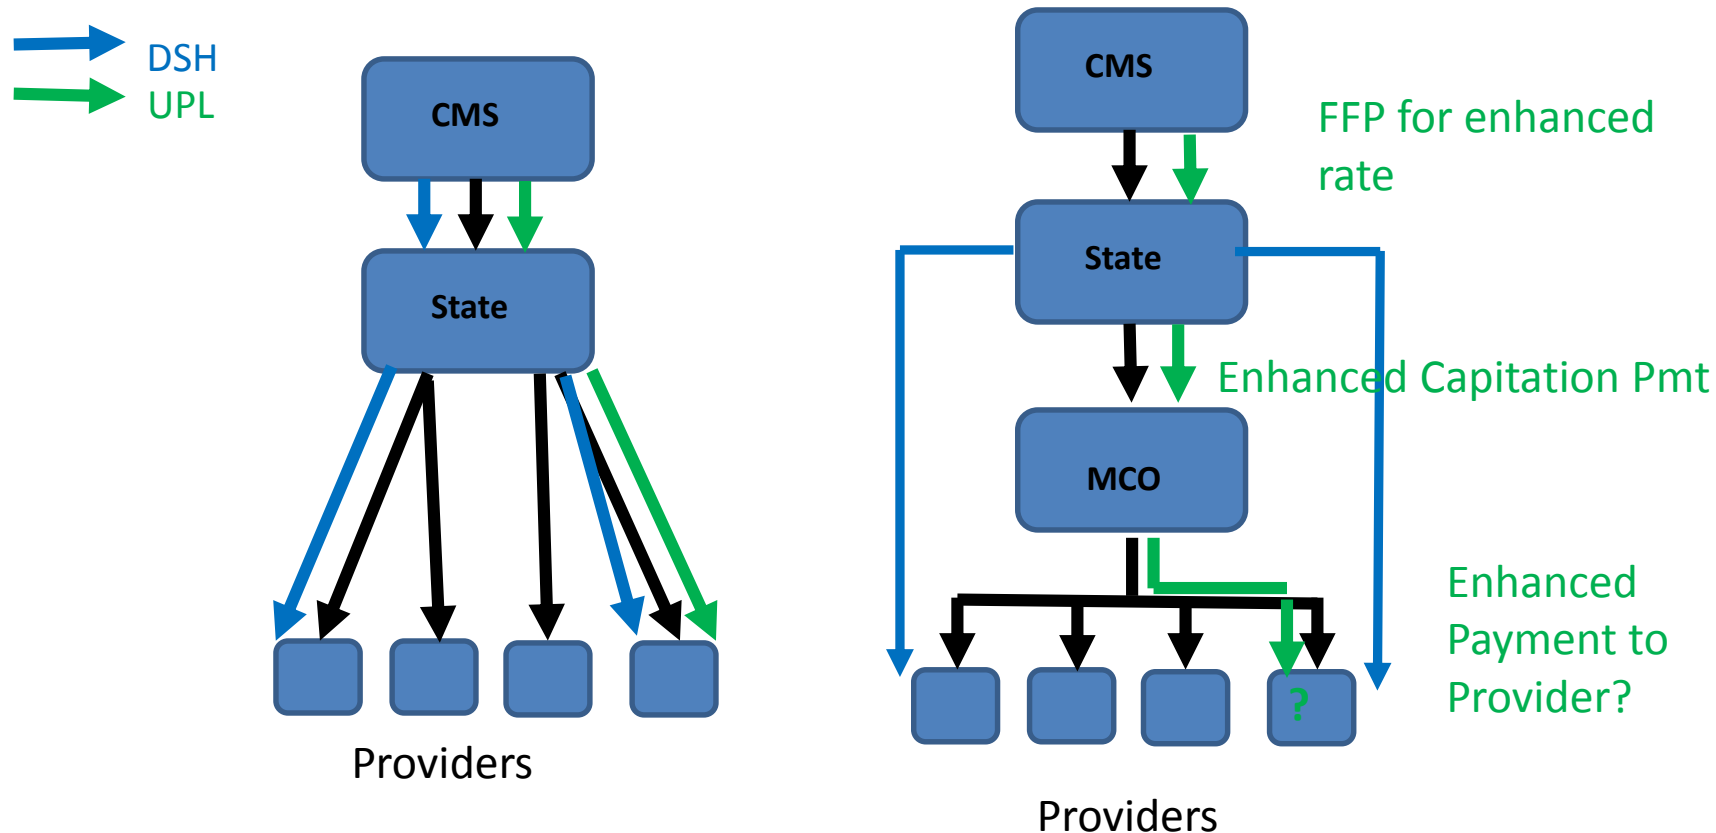 DSH
UPL
CMS
State
Providers
CMS
FFP for enhanced
rate
State
Enhanced Capitation Pmt
MCO
Enhanced
Payment to
Provider?
?
Providers